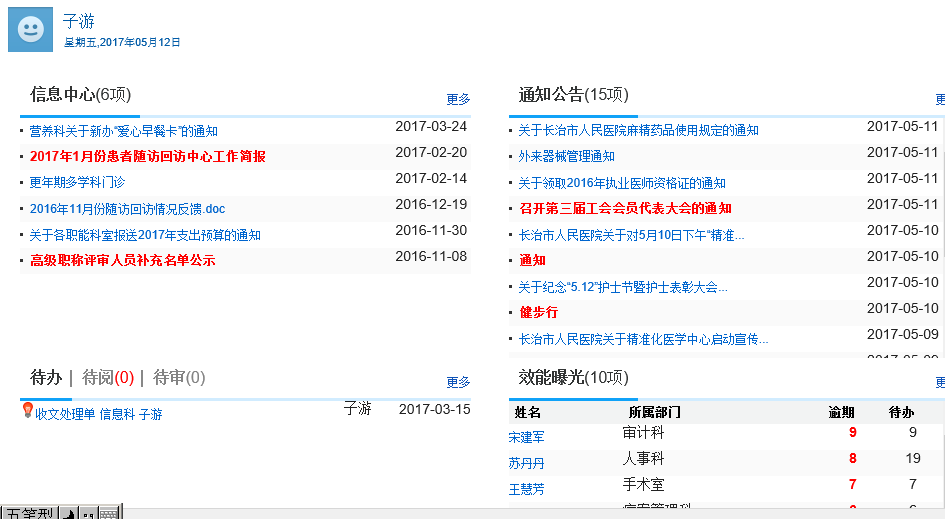 子游
星期五,2017年05月12日
信息中心(6项)
更多
营养科关于新办“爱心早餐卡”的通知 2017-03-24
2017年1月份患者随访回访中心工作简报 2017-02-20
更年期多学科门诊 2017-02-14
2016年11月份随访回访情况反馈.doc 2016-12-19
关于各职能科室报送2017年支出预算的通知 2016-11-30
高级职称评审人员补充名单公示 2016-11-08
通知公告(15项)
更
关于长治市人民医院麻精药品使用规定的通知 2017-05-11
外来器械管理通知 2017-05-11
关于领取2016年执业医师资格证的通知 2017-05-11
召开第三届工会会员代表大会的通知 2017-05-11
长治市人民医院关于对5月10日下午“精准... 2017-05-10
通知 2017-05-10
关于纪念“5.12”护士节暨护士表彰大会... 2017-05-10
健步行 2017-05-10
长治市人民医院关于精准化医学中心启动宣传... 2017-05-09
待办 | 待阅(0) | 待审(0)
更多
收文处理单 信息科 子游 子游 2017-03-15
效能曝光(10项)
更
姓名 所属部门 逾期 待办
宋建军 审计科 9 9
苏丹丹 人事科 8 19
王慧芳 手术室 7 7
五笔型